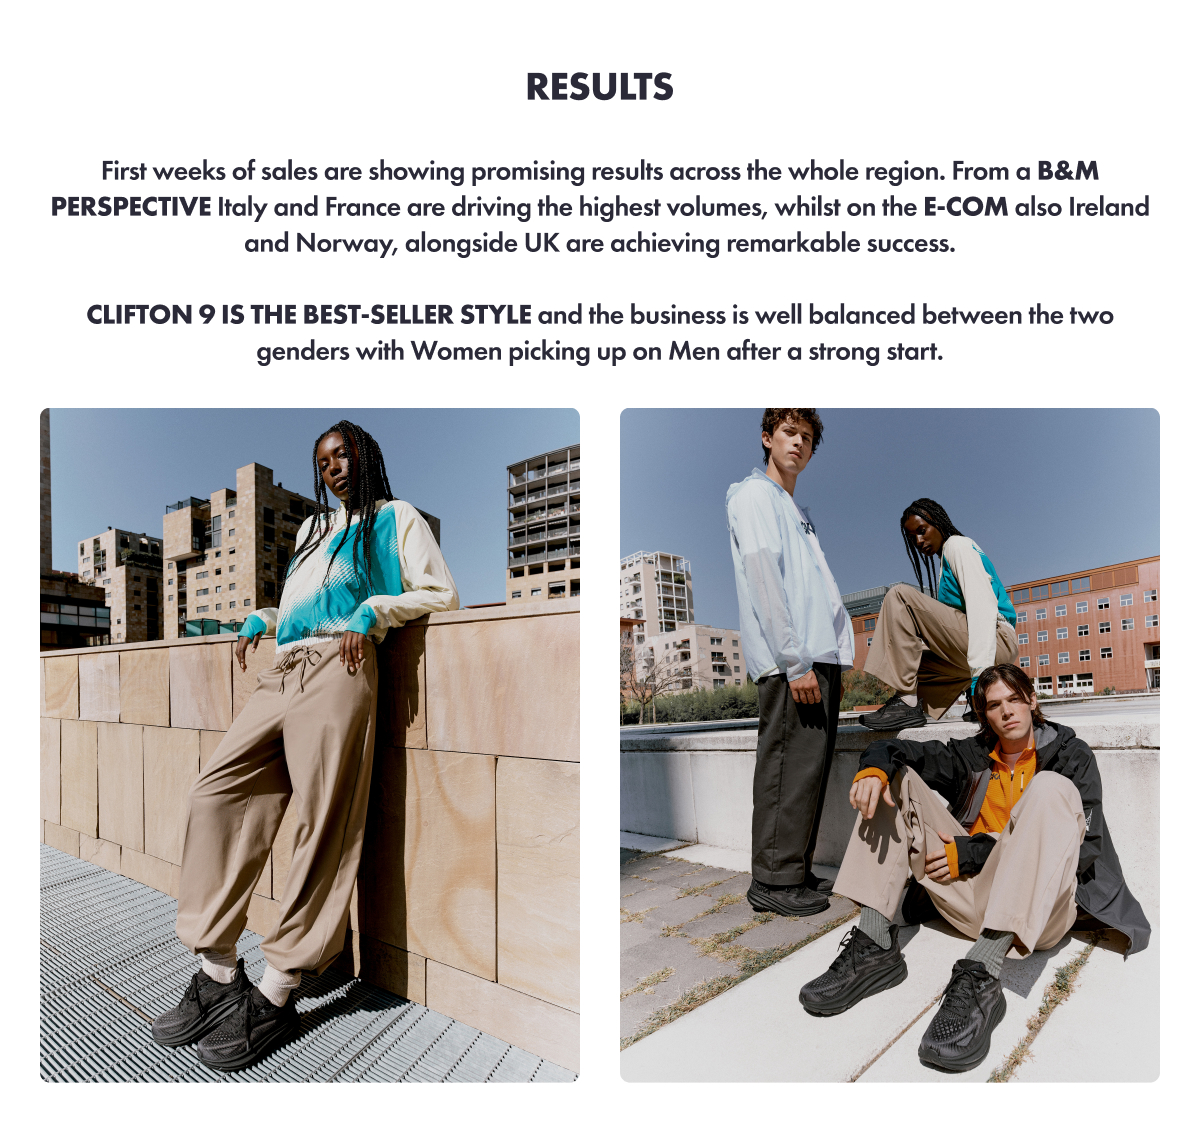 RESULTS
First weeks of sales are showing promising results across the whole region. From a B&M
PERSPECTIVE Italy and France are driving the highest volumes, whilst on the E-COM also Ireland
and Norway, alongside UK are achieving remarkable success.
CLIFTON 9 IS THE BEST-SELLER STYLE and the business is well balanced between the two
genders with Women picking up on Men after a strong start.